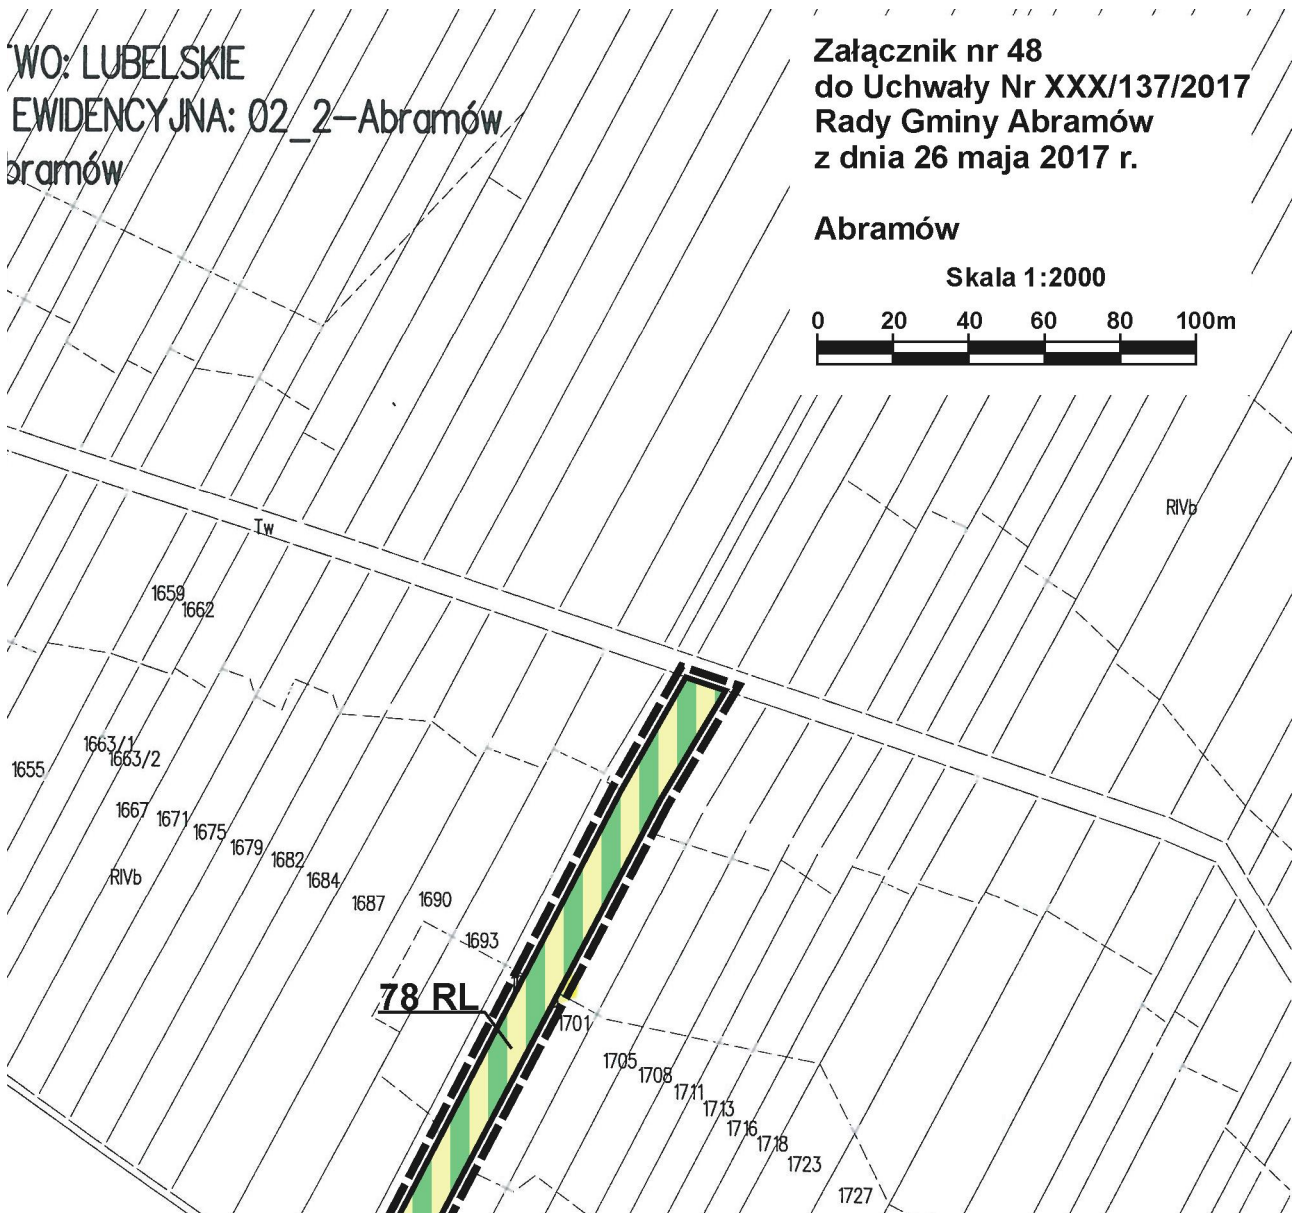 WO: LUBELSKIE
EWIDENCYJNA: 02_2-Abramów
bramów
Załącznik nr 48
do Uchwały Nr XXX/137/2017
Rady Gminy Abramów
z dnia 26 maja 2017 r.
Abramów
Skala 1:2000
0 20 40 60 80 100m
RIVb
Tw
1659
1662
1663/1
1663/2
1655
1667
1671
1675
1679
1682
1684
1687
1690
1693
RIVb
78 RL
1701
1705
1708
1711
1713
1716
1718
1723
1727